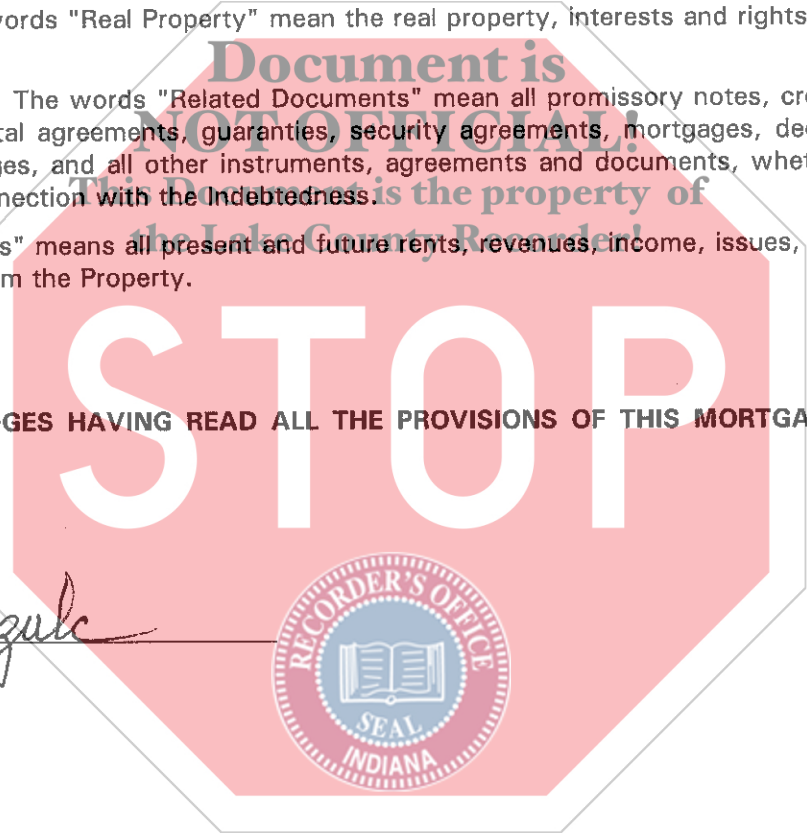 ords "Real Property" mean the real property, interests and rights
Document is
The words "Related Documents" mean all promissory notes, cre
NOT OFFICIAL!
tal agreements, guaranties, security agreements, mortgages, dee
ges, and all other instruments, agreements and documents, whet
This Document is the property of
nection with the Indebtedness.
the Lake County Recorder!
s" means all present and future rents, revenues, income, issues,
m the Property.
STOP
GES HAVING READ ALL THE PROVISIONS OF THIS MORTGA
RECORDER'S OFFICE
SEAL
INDIANA